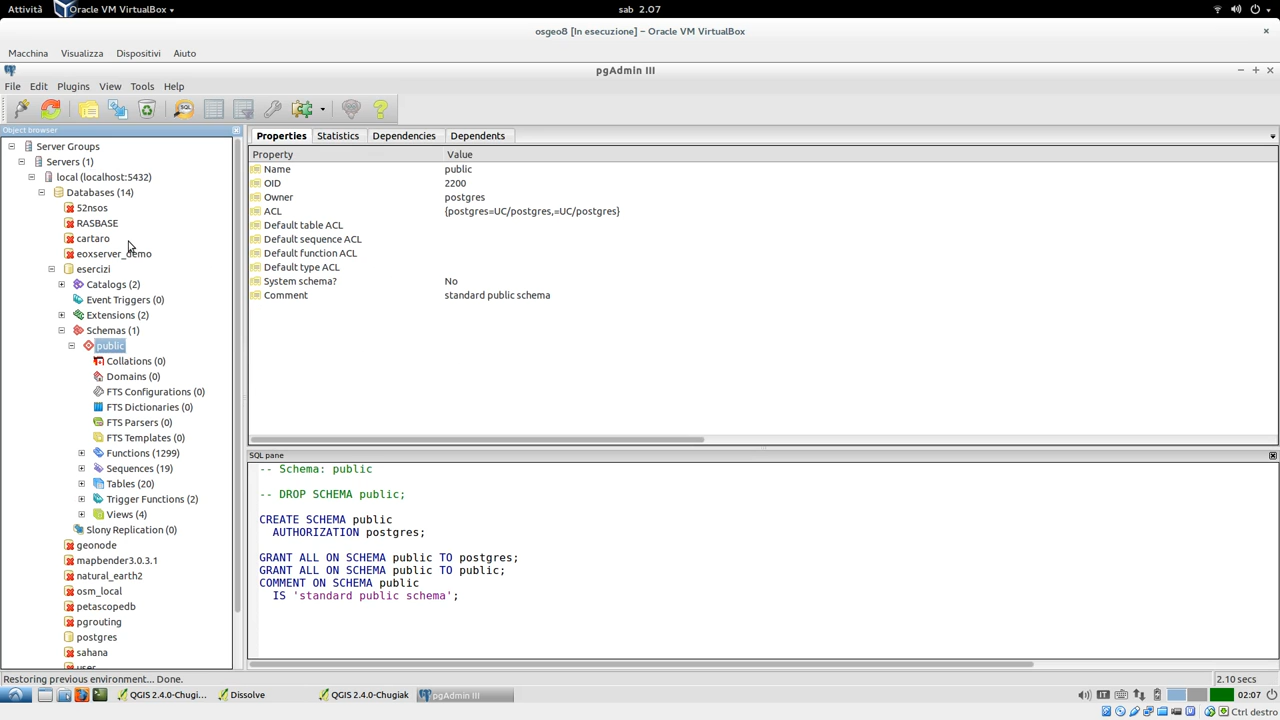 Attività Oracle VM VirtualBox sab 2.07
osgeo8 [In esecuzione] – Oracle VM VirtualBox
Macchina Visualizza Dispositivi Aiuto
pgAdmin III
File Edit Plugins View Tools Help
SQL
Object browser
Server Groups
Servers (1)
local (localhost:5432)
Databases (14)
52nsos
RASBASE
cartaro
eoxserver_demo
esercizi
Catalogs (2)
Event Triggers (0)
Extensions (2)
Schemas (1)
public
Collations (0)
Domains (0)
FTS Configurations (0)
FTS Dictionaries (0)
FTS Parsers (0)
FTS Templates (0)
Functions (1299)
Sequences (19)
Tables (20)
Trigger Functions (2)
Views (4)
Slony Replication (0)
geonode
mapbender3.0.3.1
natural_earth2
osm_local
petascopedb
pgrouting
postgres
sahana
user
Properties Statistics Dependencies Dependents
Property Value
Name public
OID 2200
Owner postgres
ACL {postgres=UC/postgres,=UC/postgres}
Default table ACL
Default sequence ACL
Default function ACL
Default type ACL
System schema? No
Comment standard public schema
SQL pane
-- Schema: public
-- DROP SCHEMA public;
CREATE SCHEMA public
AUTHORIZATION postgres;
GRANT ALL ON SCHEMA public TO postgres;
GRANT ALL ON SCHEMA public TO public;
COMMENT ON SCHEMA public
IS 'standard public schema';
Restoring previous environment... Done. 2.10 secs
QGIS 2.4.0-Chugi... Dissolve QGIS 2.4.0-Chugiak pgAdmin III IT 02:07
Ctrl destro